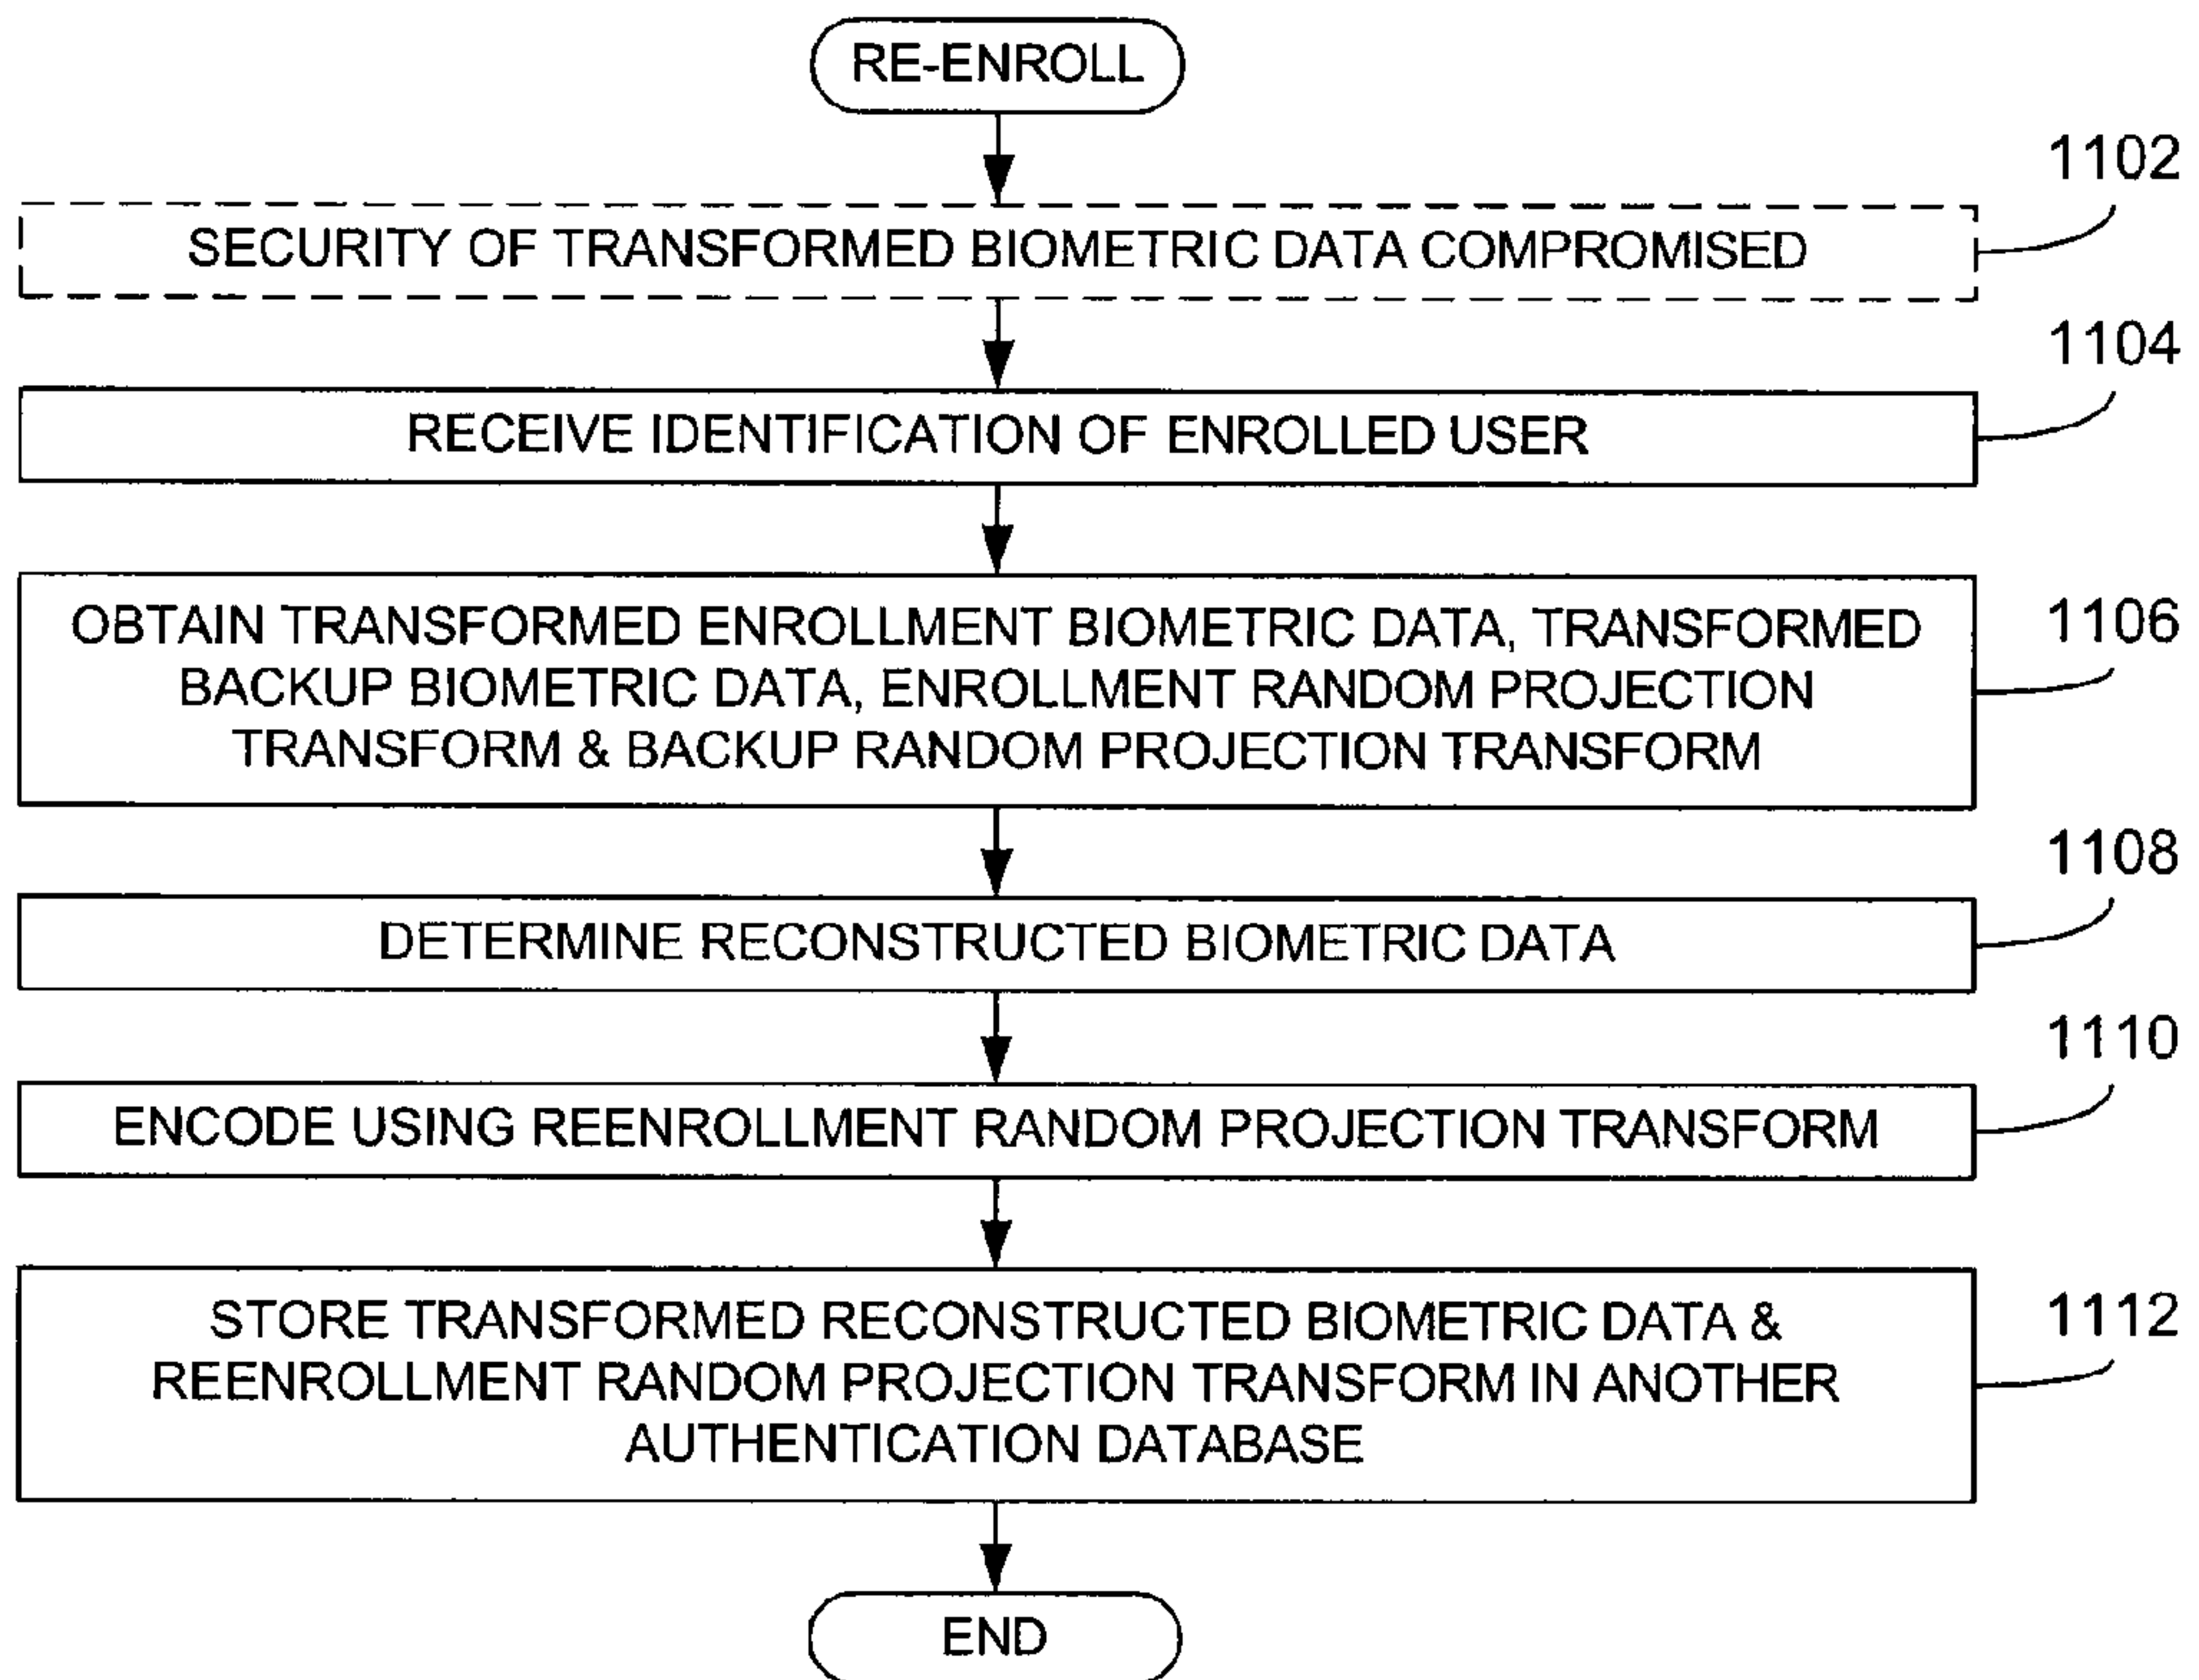 RE-ENROLL
1102
SECURITY OF TRANSFORMED BIOMETRIC DATA COMPROMISED
1104
RECEIVE IDENTIFICATION OF ENROLLED USER
1106
OBTAIN TRANSFORMED ENROLLMENT BIOMETRIC DATA, TRANSFORMED
BACKUP BIOMETRIC DATA, ENROLLMENT RANDOM PROJECTION
TRANSFORM & BACKUP RANDOM PROJECTION TRANSFORM
1108
DETERMINE RECONSTRUCTED BIOMETRIC DATA
1110
ENCODE USING REENROLLMENT RANDOM PROJECTION TRANSFORM
1112
STORE TRANSFORMED RECONSTRUCTED BIOMETRIC DATA &
REENROLLMENT RANDOM PROJECTION TRANSFORM IN ANOTHER
AUTHENTICATION DATABASE
END